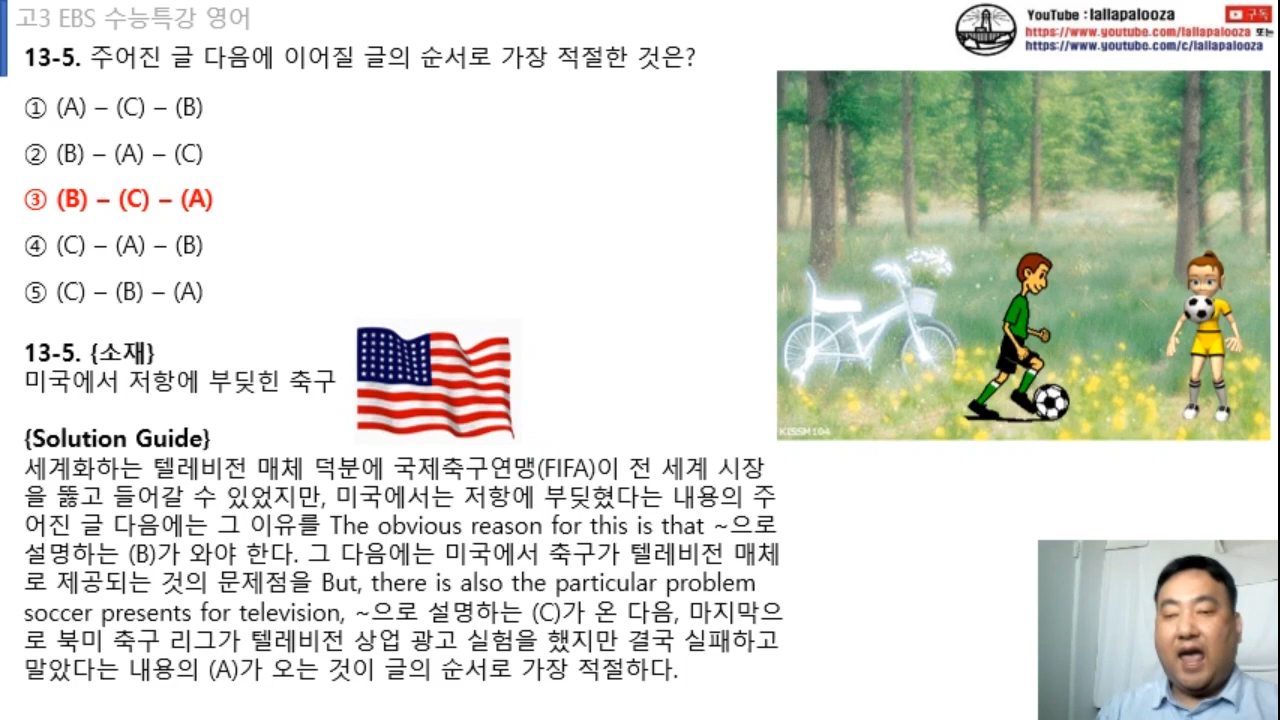 고3 EBS 수능특강 영어
YouTube : lallapalooza
구독
https://www.youtube.com/lallapalooza 또는
https://www.youtube.com/c/lallapalooza
13-5. 주어진 글 다음에 이어질 글의 순서로 가장 적절한 것은?
① (A) – (C) – (B)
② (B) – (A) – (C)
③ (B) – (C) – (A)
④ (C) – (A) – (B)
⑤ (C) – (B) – (A)
13-5. {소재}
미국에서 저항에 부딪힌 축구
{Solution Guide}
세계화하는 텔레비전 매체 덕분에 국제축구연맹(FIFA)이 전 세계 시장
을 뚫고 들어갈 수 있었지만, 미국에서는 저항에 부딪혔다는 내용의 주
어진 글 다음에는 그 이유를 The obvious reason for this is that ~으로
설명하는 (B)가 와야 한다. 그 다음에는 미국에서 축구가 텔레비전 매체
로 제공되는 것의 문제점을 But, there is also the particular problem
soccer presents for television, ~으로 설명하는 (C)가 온 다음, 마지막으
로 북미 축구 리그가 텔레비전 상업 광고 실험을 했지만 결국 실패하고
말았다는 내용의 (A)가 오는 것이 글의 순서로 가장 적절하다.
KISSM104